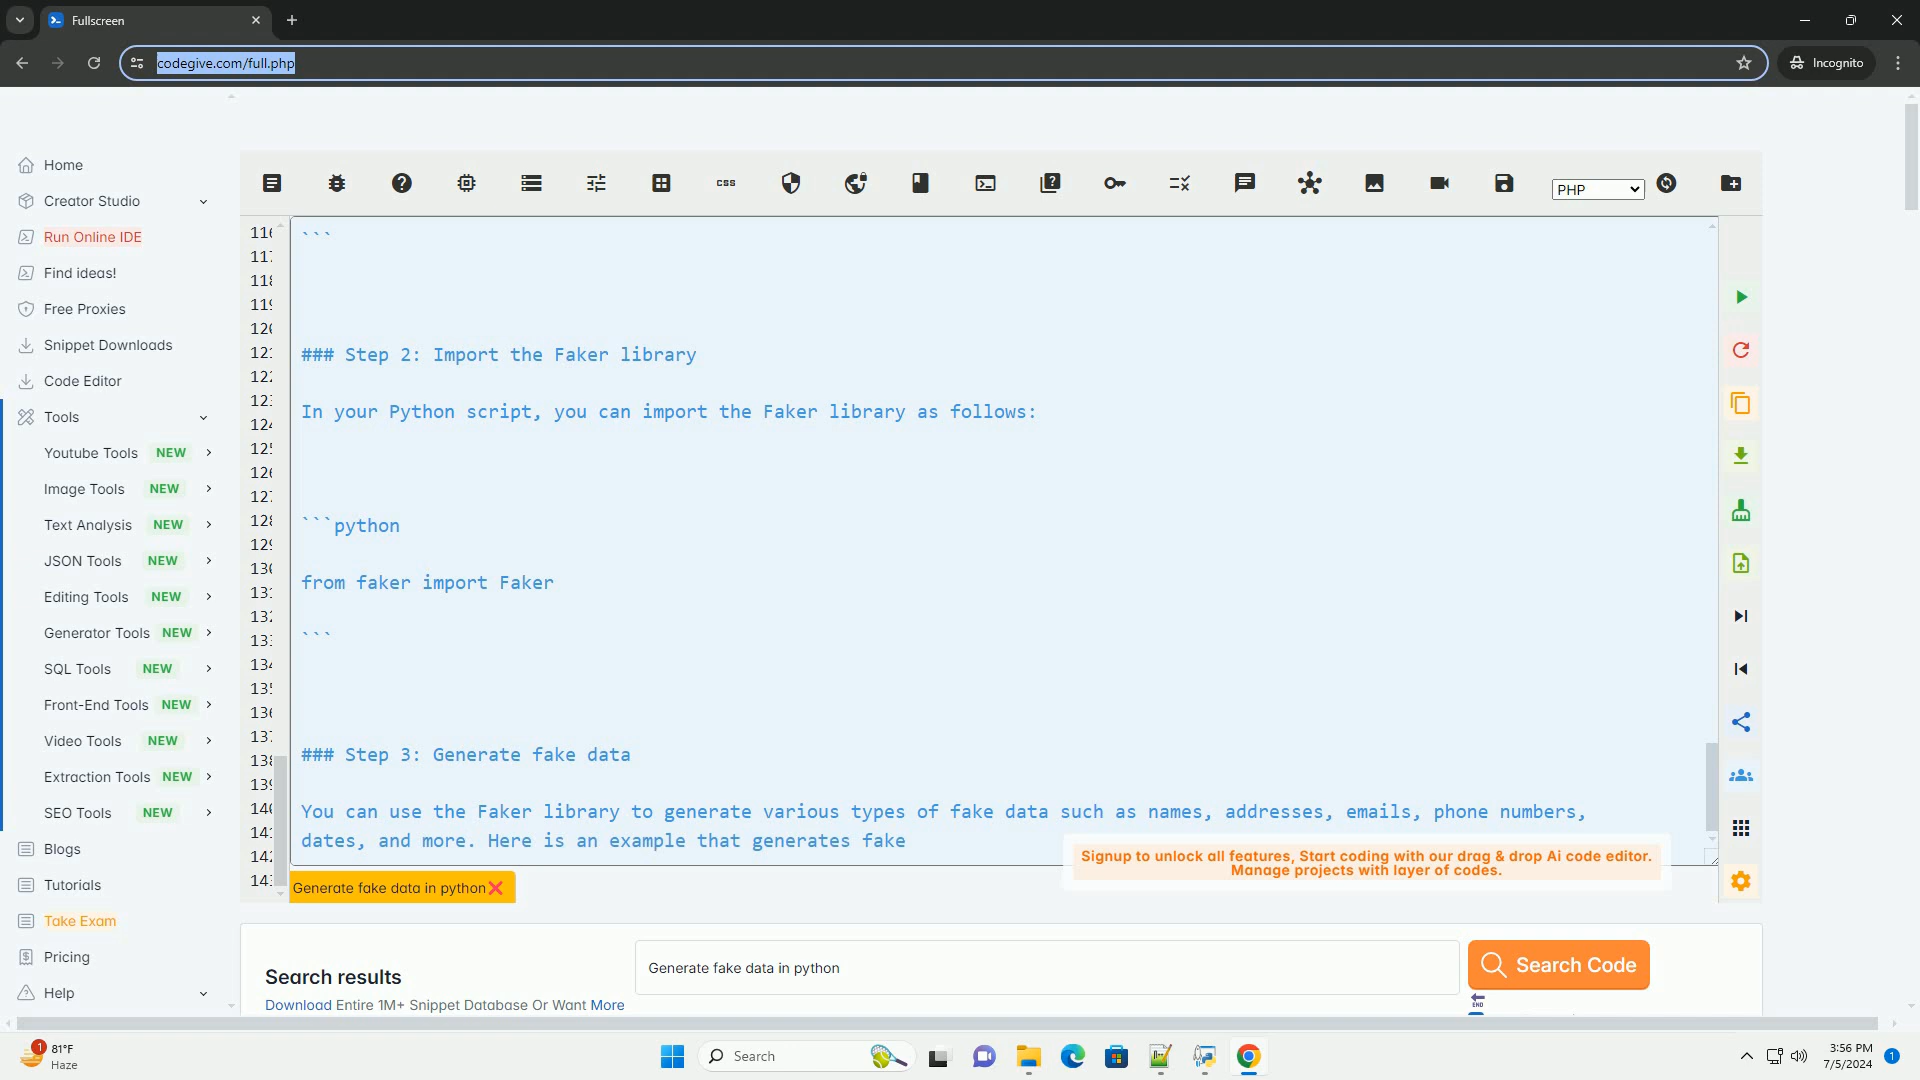 Fullscreen
codegive.com/full.php
Incognito
Home
Creator Studio
Run Online IDE
Find ideas!
Free Proxies
Snippet Downloads
Code Editor
Tools
Youtube Tools NEW
Image Tools NEW
Text Analysis NEW
JSON Tools NEW
Editing Tools NEW
Generator Tools NEW
SQL Tools NEW
Front-End Tools NEW
Video Tools NEW
Extraction Tools NEW
SEO Tools NEW
Blogs
Tutorials
Take Exam
Pricing
Help
css
PHP
```
### Step 2: Import the Faker library
In your Python script, you can import the Faker library as follows:
```python
from faker import Faker
```
### Step 3: Generate fake data
You can use the Faker library to generate various types of fake data such as names, addresses, emails, phone numbers,
dates, and more. Here is an example that generates fake
Signup to unlock all features, Start coding with our drag & drop Ai code editor.
Manage projects with layer of codes.
Generate fake data in python
Search results
Download Entire 1M+ Snippet Database Or Want More
Generate fake data in python
Search Code
END
1
81°F
Haze
Search
3:56 PM
7/5/2024
1